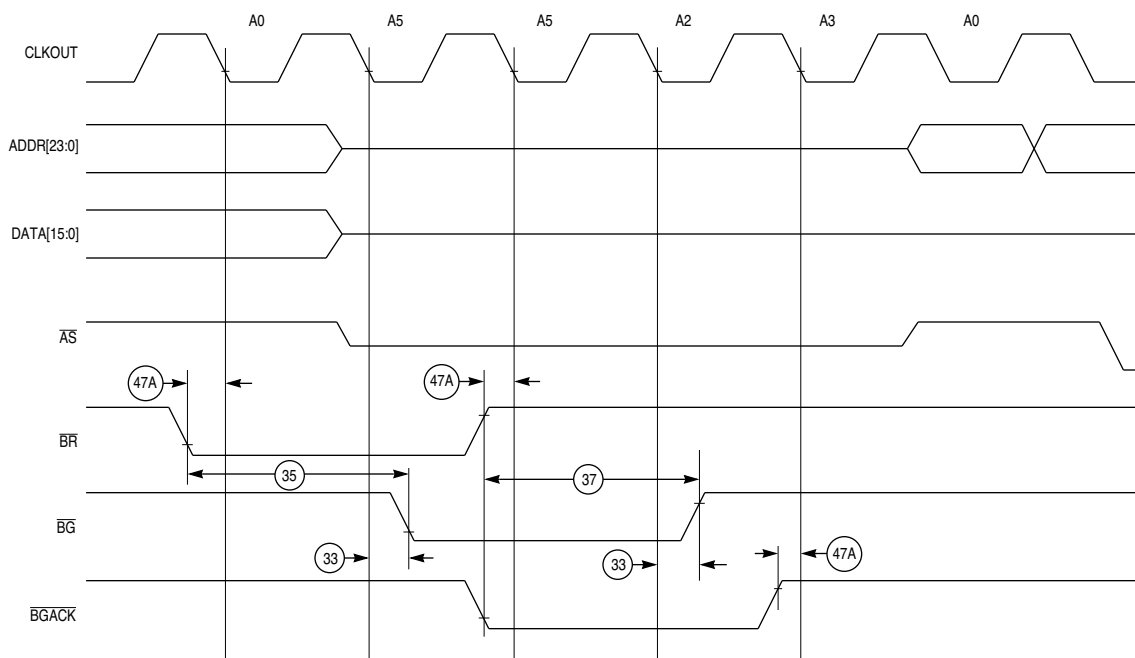 A0 A5 A5 A2 A3 A0
CLKOUT
ADDR[23:0]
DATA[15:0]
AS
47A 47A
BR
35 37
BG
33 33 47A
BGACK